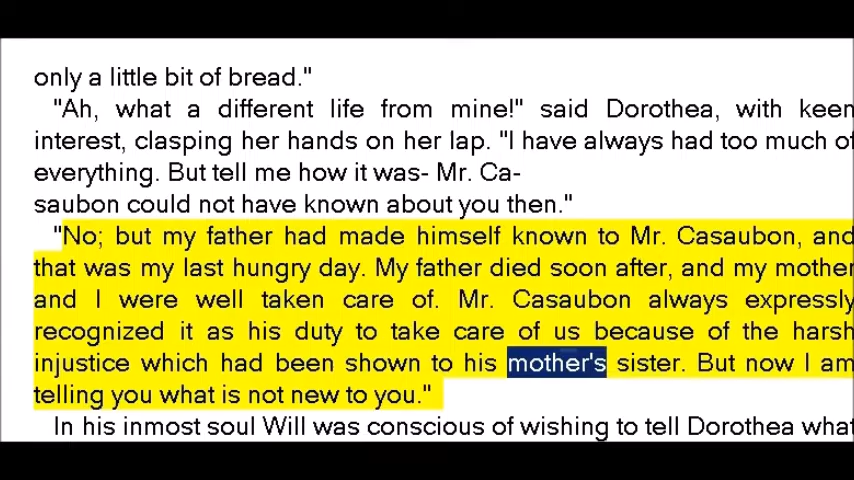 only a little bit of bread."
"Ah, what a different life from mine!" said Dorothea, with keen
interest, clasping her hands on her lap. "I have always had too much of
everything. But tell me how it was- Mr. Ca-
saubon could not have known about you then."
"No; but my father had made himself known to Mr. Casaubon, and
that was my last hungry day. My father died soon after, and my mother
and I were well taken care of. Mr. Casaubon always expressly
recognized it as his duty to take care of us because of the harsh
injustice which had been shown to his mother's sister. But now I am
telling you what is not new to you."
In his inmost soul Will was conscious of wishing to tell Dorothea what